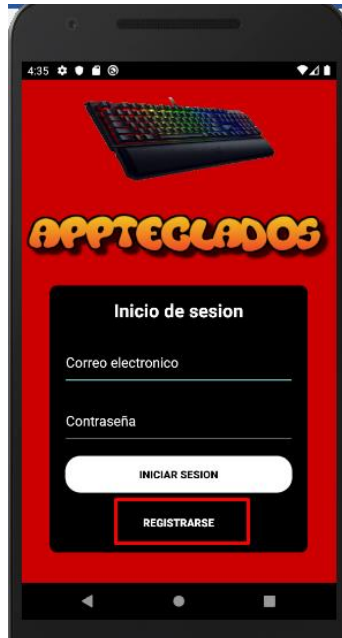 4:35
APPTECLADOS
Inicio de sesion
Correo electronico
Contraseña
INICIAR SESION
REGISTRARSE